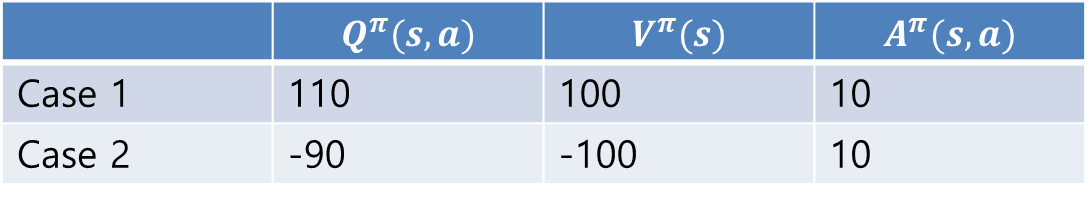 Q^π(s, a) V^π(s) A^π(s, a)
Case 1 110 100 10
Case 2 -90 -100 10